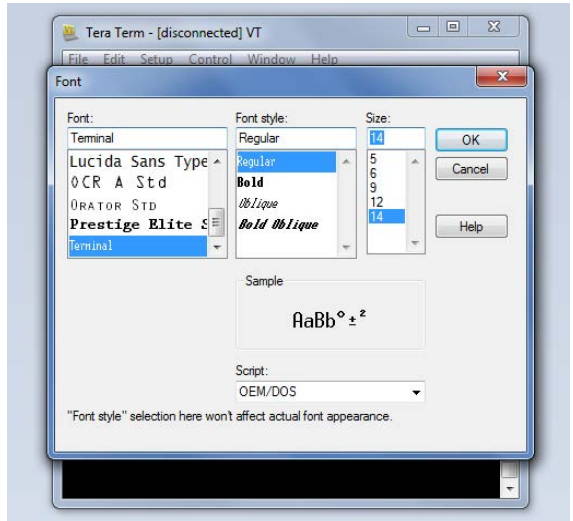 Tera Term - [disconnected] VT
File Edit Setup Control Window Help
Font
Font: Font style: Size:
Terminal Regular 14
OK
Cancel
Help
Lucida Sans Type
OCR A Std
Orator Std
Prestige Elite S
Terminal
Regular
Bold
Oblique
Bold Oblique
5
6
9
12
14
Sample
AaBb°±²
Script:
OEM/DOS
"Font style" selection here won't affect actual font appearance.